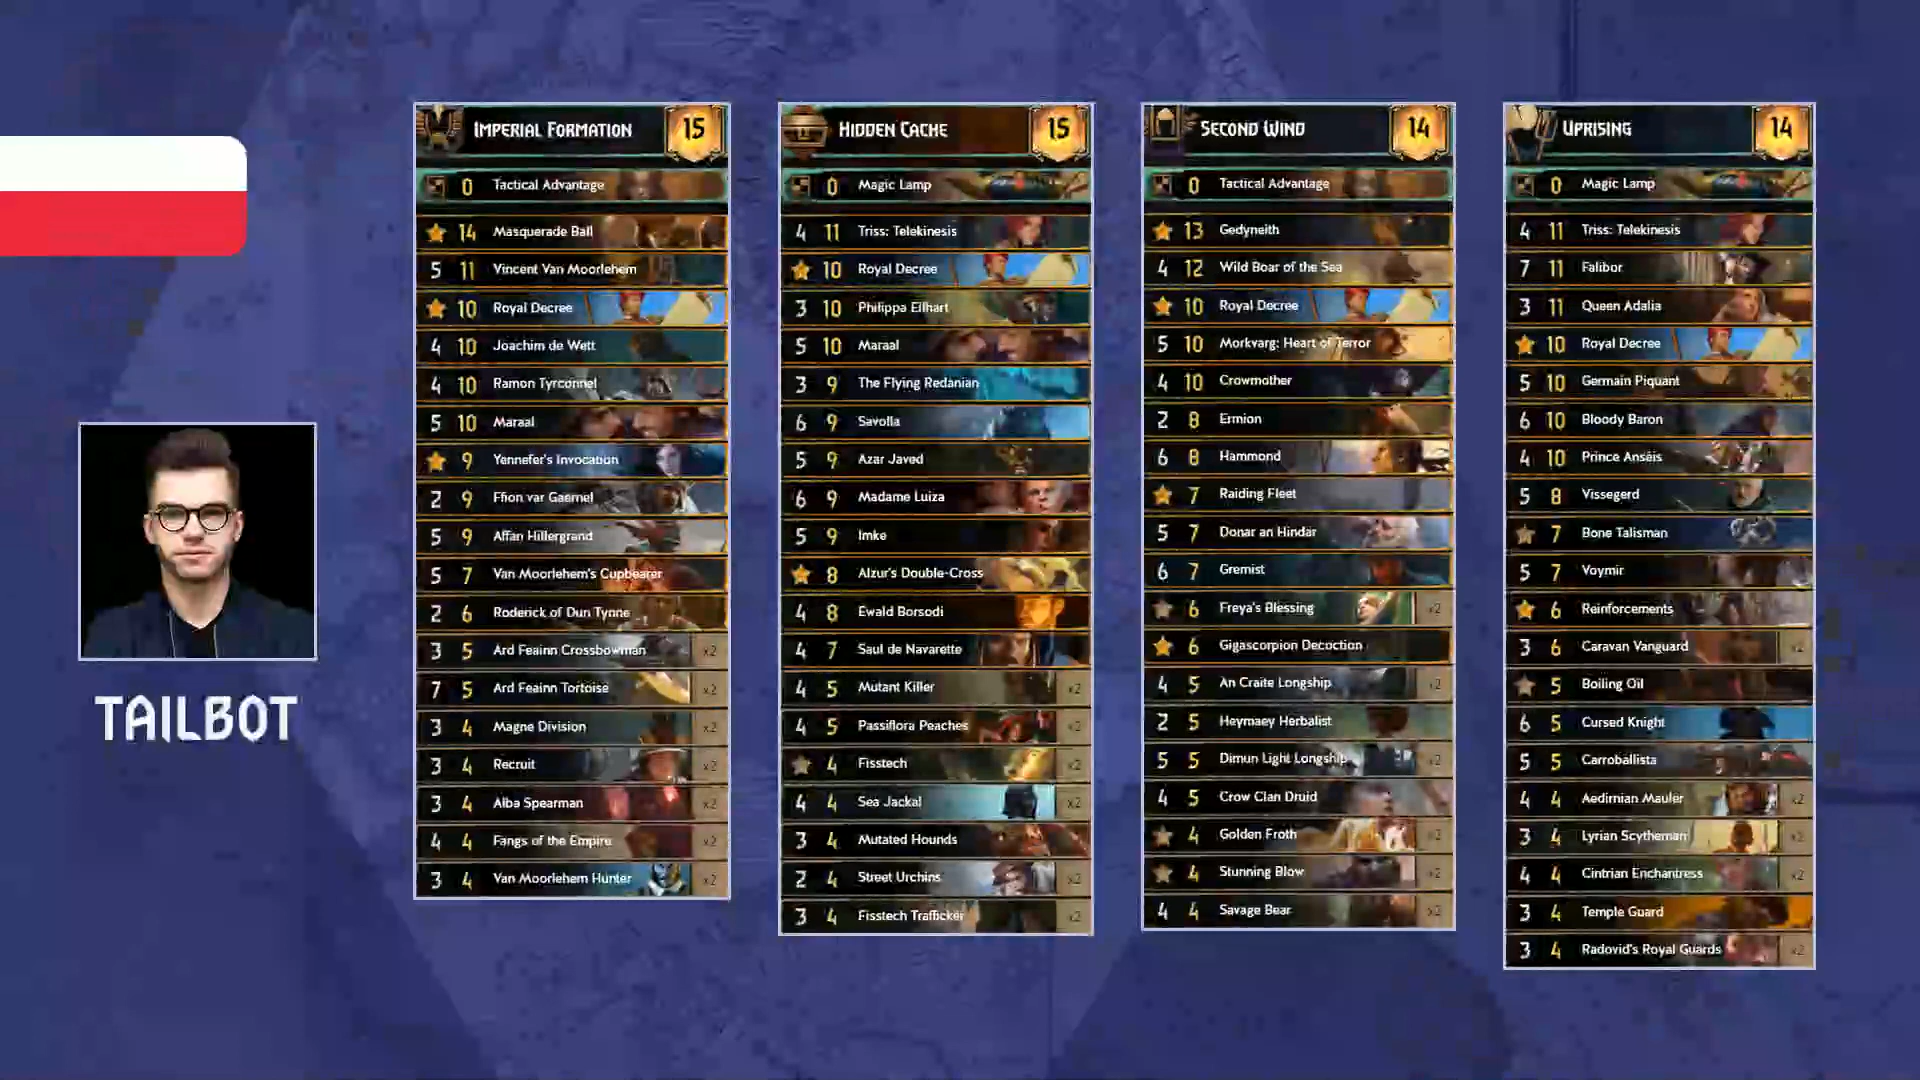 TAILBOT
IMPERIAL FORMATION 15
0 Tactical Advantage
14 Masquerade Ball
5 11 Vincent Van Moorlehem
10 Royal Decree
4 10 Joachim de Wett
4 10 Ramon Tyrconnel
5 10 Maraal
9 Yennefer's Invocation
2 9 Ffion var Gaernel
5 9 Affan Hillergrand
5 7 Van Moorlehem's Cupbearer
2 6 Roderick of Dun Tynne
3 5 Ard Feainn Crossbowman x2
7 5 Ard Feainn Tortoise x2
3 4 Magne Division x2
3 4 Recruit x2
3 4 Alba Spearman x2
4 4 Fangs of the Empire x2
3 4 Van Moorlehem Hunter x2
HIDDEN CACHE 15
0 Magic Lamp
4 11 Triss: Telekinesis
10 Royal Decree
3 10 Philippa Eilhart
5 10 Maraal
3 9 The Flying Redanian
6 9 Savolla
5 9 Azar Javed
6 9 Madame Luiza
5 9 Imke
8 Alzur's Double-Cross
4 8 Ewald Borsodi
4 7 Saul de Navarette
4 5 Mutant Killer x2
4 5 Passiflora Peaches x2
4 Fisstech x2
4 4 Sea Jackal x2
3 4 Mutated Hounds
2 4 Street Urchins x2
3 4 Fisstech Trafficker x2
SECOND WIND 14
0 Tactical Advantage
13 Gedyneith
4 12 Wild Boar of the Sea
10 Royal Decree
5 10 Morkvarg: Heart of Terror
4 10 Crowmother
2 8 Ermion
6 8 Hammond
7 Raiding Fleet
5 7 Donar an Hindar
6 7 Gremist
6 Freya's Blessing x2
6 Gigascorpion Decoction
4 5 An Craite Longship x2
2 5 Heymaey Herbalist
5 5 Dimun Light Longship x2
4 5 Crow Clan Druid
4 Golden Froth x2
4 Stunning Blow x2
4 4 Savage Bear x2
UPRISING 14
0 Magic Lamp
4 11 Triss: Telekinesis
7 11 Falibor
3 11 Queen Adalia
10 Royal Decree
5 10 Germain Piquant
6 10 Bloody Baron
4 10 Prince Anséis
5 8 Vissegerd
7 Bone Talisman
5 7 Voymir
6 Reinforcements
3 6 Caravan Vanguard x2
5 Boiling Oil
6 5 Cursed Knight
5 5 Carroballista
4 4 Aedirnian Mauler x2
3 4 Lyrian Scytheman x2
4 4 Cintrian Enchantress x2
3 4 Temple Guard
3 4 Radovid's Royal Guards x2